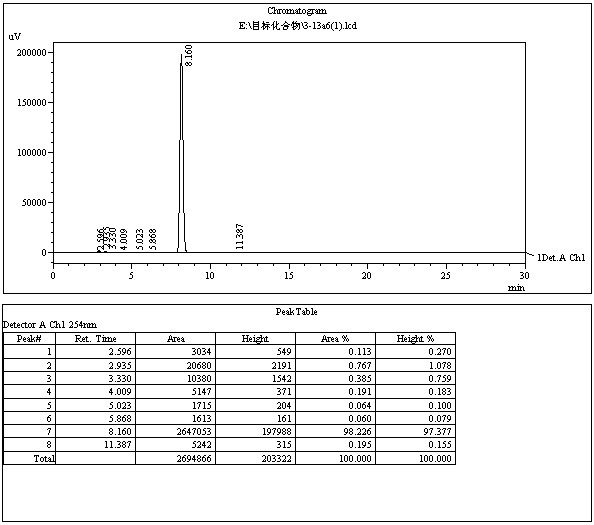 Chromatogram
E:\目标化合物\3-13a6(1).lcd
uV
200000
150000
100000
50000
0
2.596
2.935
3.330
4.009
5.023
5.868
8.160
11.387
0 5 10 15 20 25 30
min
1Det.A Ch1
PeakTable
Detector A Ch1 254nm
Peak# Ret. Time Area Height Area % Height %
1 2.596 3034 549 0.113 0.270
2 2.935 20680 2191 0.767 1.078
3 3.330 10380 1542 0.385 0.759
4 4.009 5147 371 0.191 0.183
5 5.023 1715 204 0.064 0.100
6 5.868 1613 161 0.060 0.079
7 8.160 2647053 197988 98.226 97.377
8 11.387 5242 315 0.195 0.155
Total 2694866 203322 100.000 100.000